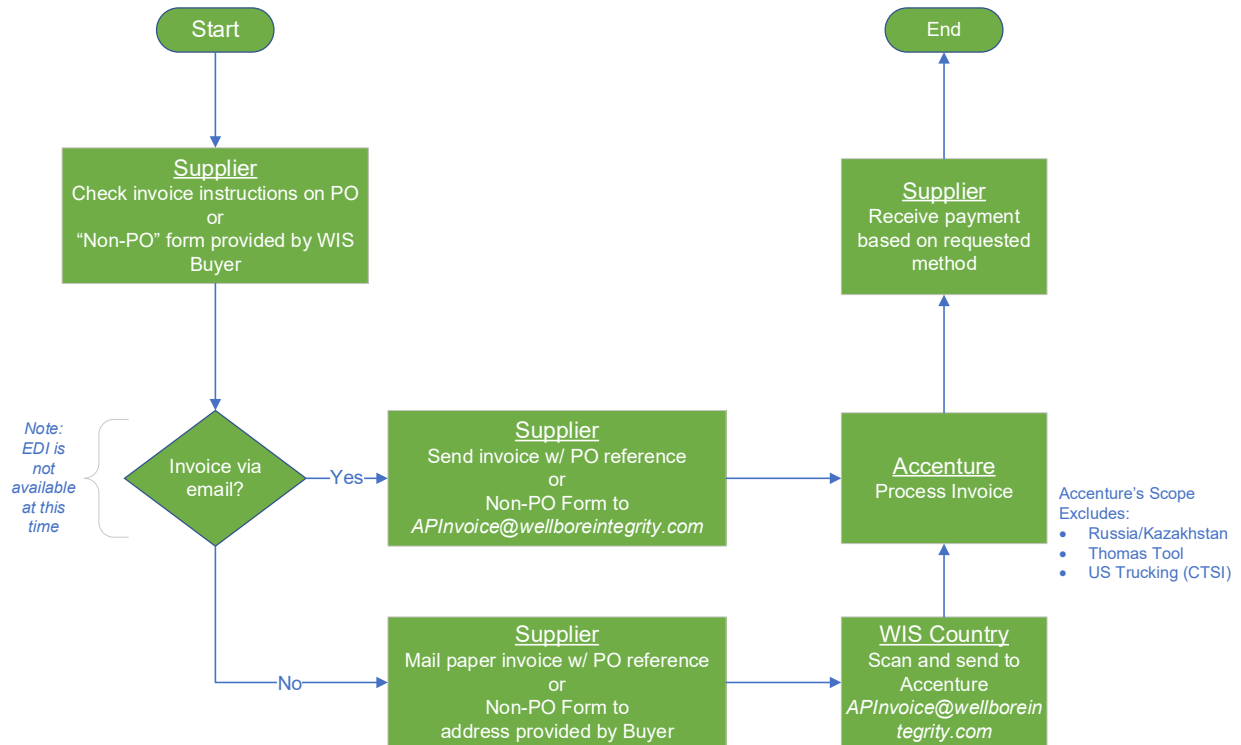 Start
End
Supplier
Check invoice instructions on PO
or
“Non-PO” form provided by WIS
Buyer
Supplier
Receive payment
based on requested
method
Note:
EDI is
not
available
at this
time
Invoice via
email?
Yes
Supplier
Send invoice w/ PO reference
or
Non-PO Form to
APInvoice@wellboreintegrity.com
Accenture
Process Invoice
Accenture’s Scope
Excludes:
● Russia/Kazakhstan
● Thomas Tool
● US Trucking (CTSI)
No
Supplier
Mail paper invoice w/ PO reference
or
Non-PO Form to
address provided by Buyer
WIS Country
Scan and send to
Accenture
APInvoice@wellborein
tegrity.com